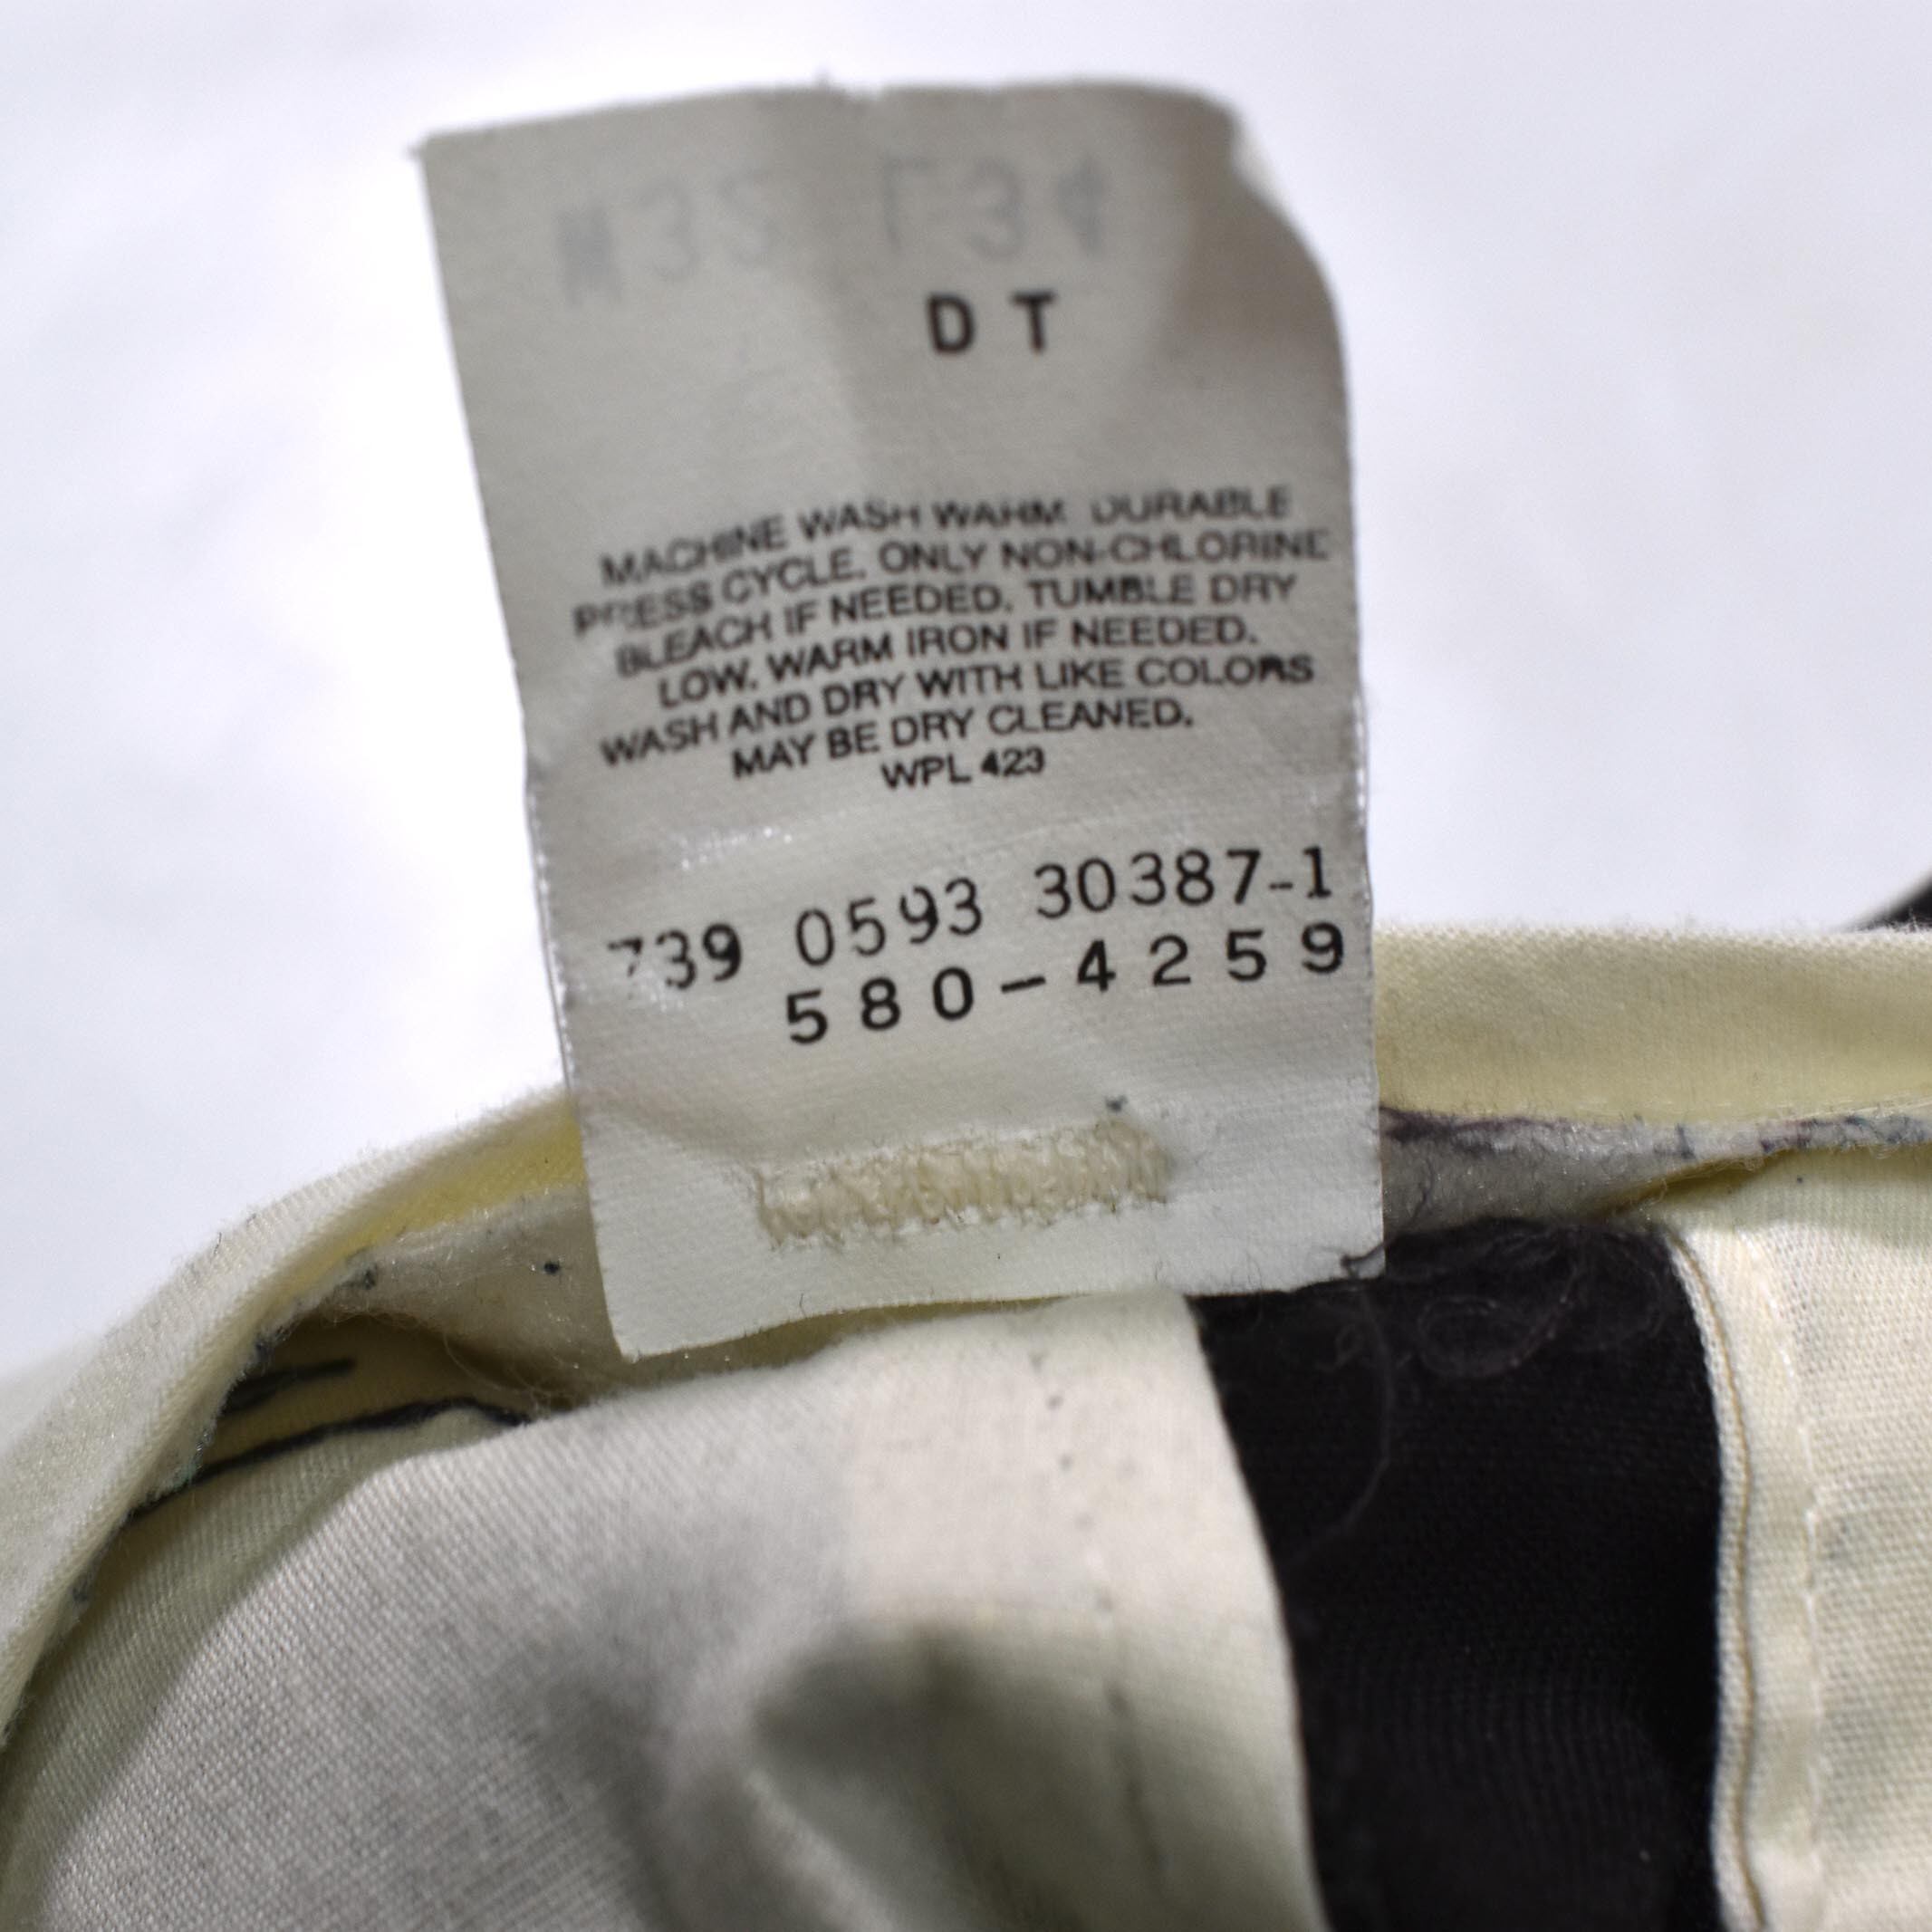 DT
MACHINE WASH WARM DURABLE
PRESS CYCLE. ONLY NON-CHLORINE
BLEACH IF NEEDED. TUMBLE DRY
LOW. WARM IRON IF NEEDED.
WASH AND DRY WITH LIKE COLORS
MAY BE DRY CLEANED.
WPL 423
739 0593 30387-1
580-4259